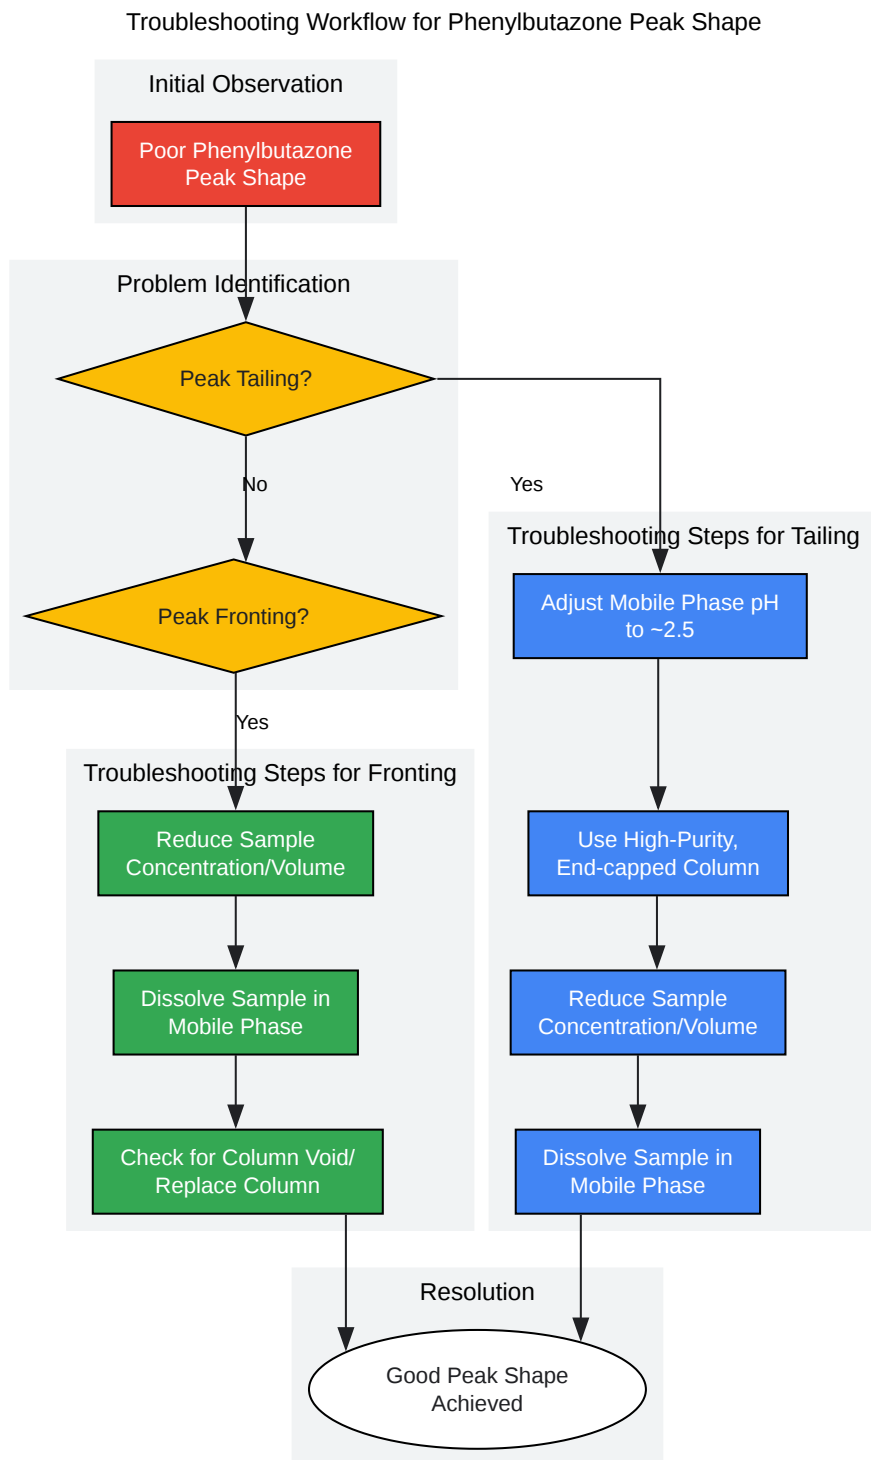 Troubleshooting Workflow for Phenylbutazone Peak Shape
Initial Observation
Poor Phenylbutazone
Peak Shape
Problem Identification
Peak Tailing?
No
Yes
Peak Fronting?
Yes
Troubleshooting Steps for Tailing
Adjust Mobile Phase pH
to ~2.5
Use High-Purity,
End-capped Column
Reduce Sample
Concentration/Volume
Dissolve Sample in
Mobile Phase
Troubleshooting Steps for Fronting
Reduce Sample
Concentration/Volume
Dissolve Sample in
Mobile Phase
Check for Column Void/
Replace Column
Resolution
Good Peak Shape
Achieved